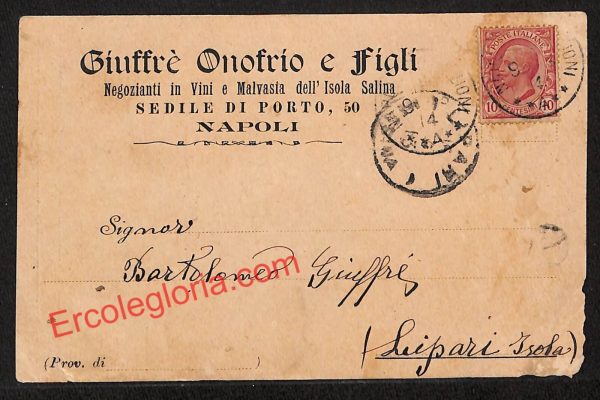 Giuffrè Onofrio e Figli
Negozianti in Vini e Malvasia dell'Isola Salina
SEDILE DI PORTO, 50
NAPOLI
POSTE ITALIANE
10 10
14
Signor
Bartolomeo Giuffrè
(Lipari Isola)
(Prov. di )
Ercolegloria.com